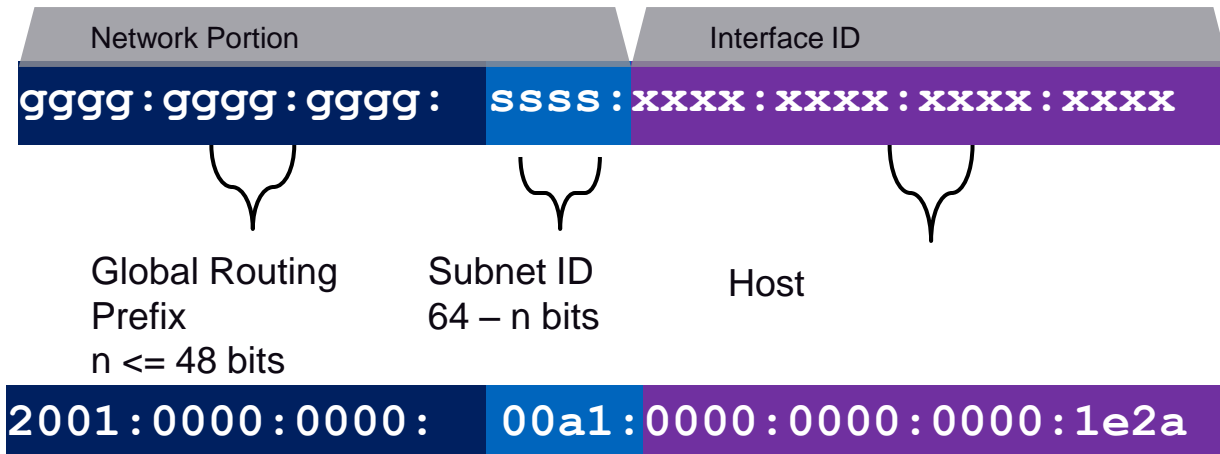 Network Portion Interface ID
gggg:gggg:gggg: ssss:xxxx:xxxx:xxxx:xxxx
Global Routing
Prefix
n <= 48 bits
Subnet ID
64 – n bits
Host
2001:0000:0000: 00a1:0000:0000:0000:1e2a